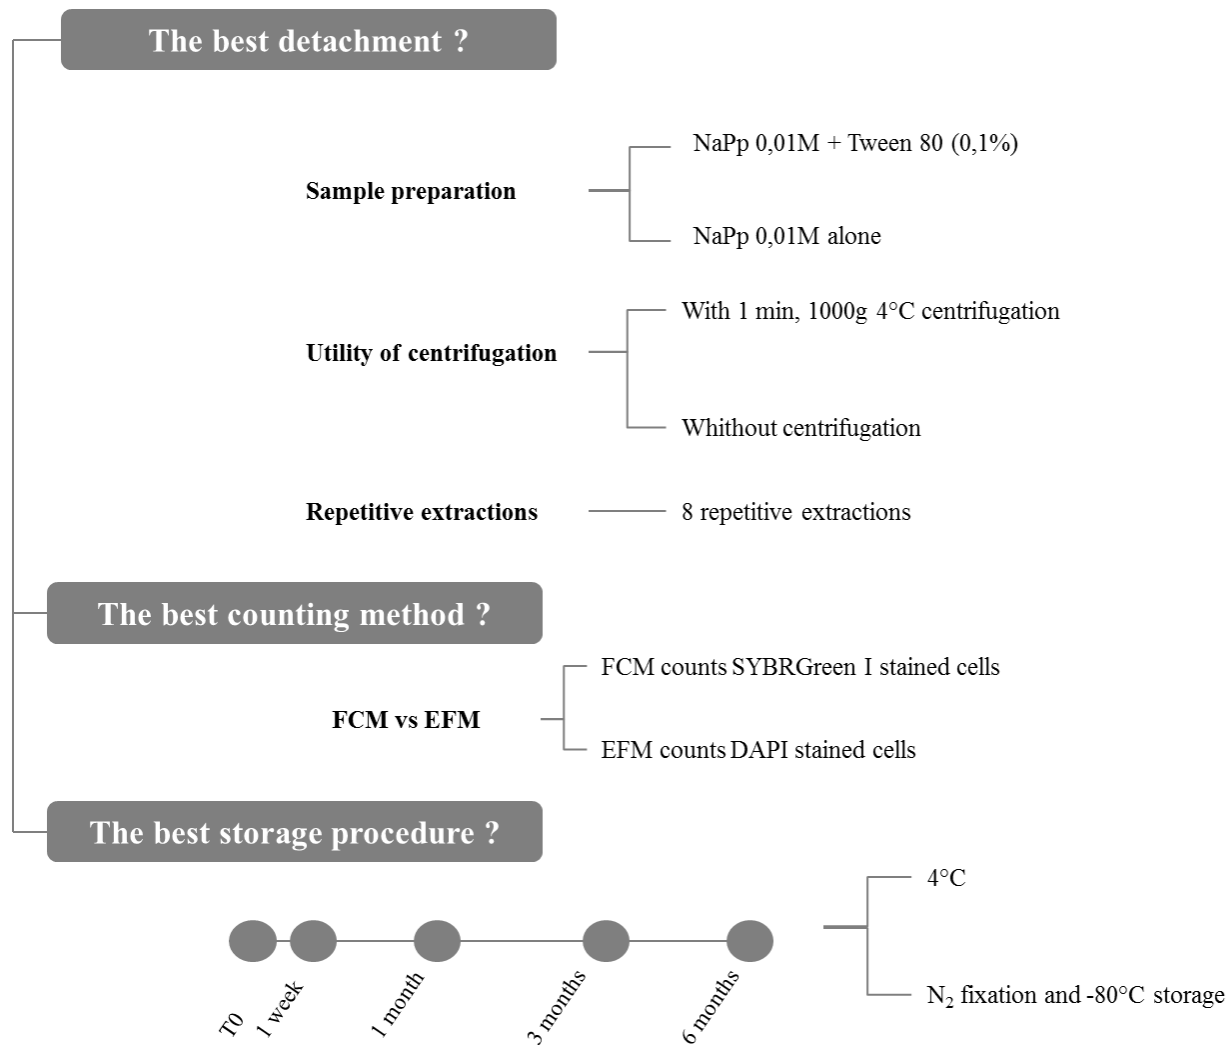 The best detachment ?
NaPp 0,01M + Tween 80 (0,1%)
Sample preparation
NaPp 0,01M alone
With 1 min, 1000g 4°C centrifugation
Utility of centrifugation
Whithout centrifugation
Repetitive extractions
8 repetitive extractions
The best counting method ?
FCM counts SYBRGreen I stained cells
FCM vs EFM
EFM counts DAPI stained cells
The best storage procedure ?
4°C
N₂ fixation and -80°C storage
T0
1 week
1 month
3 months
6 months